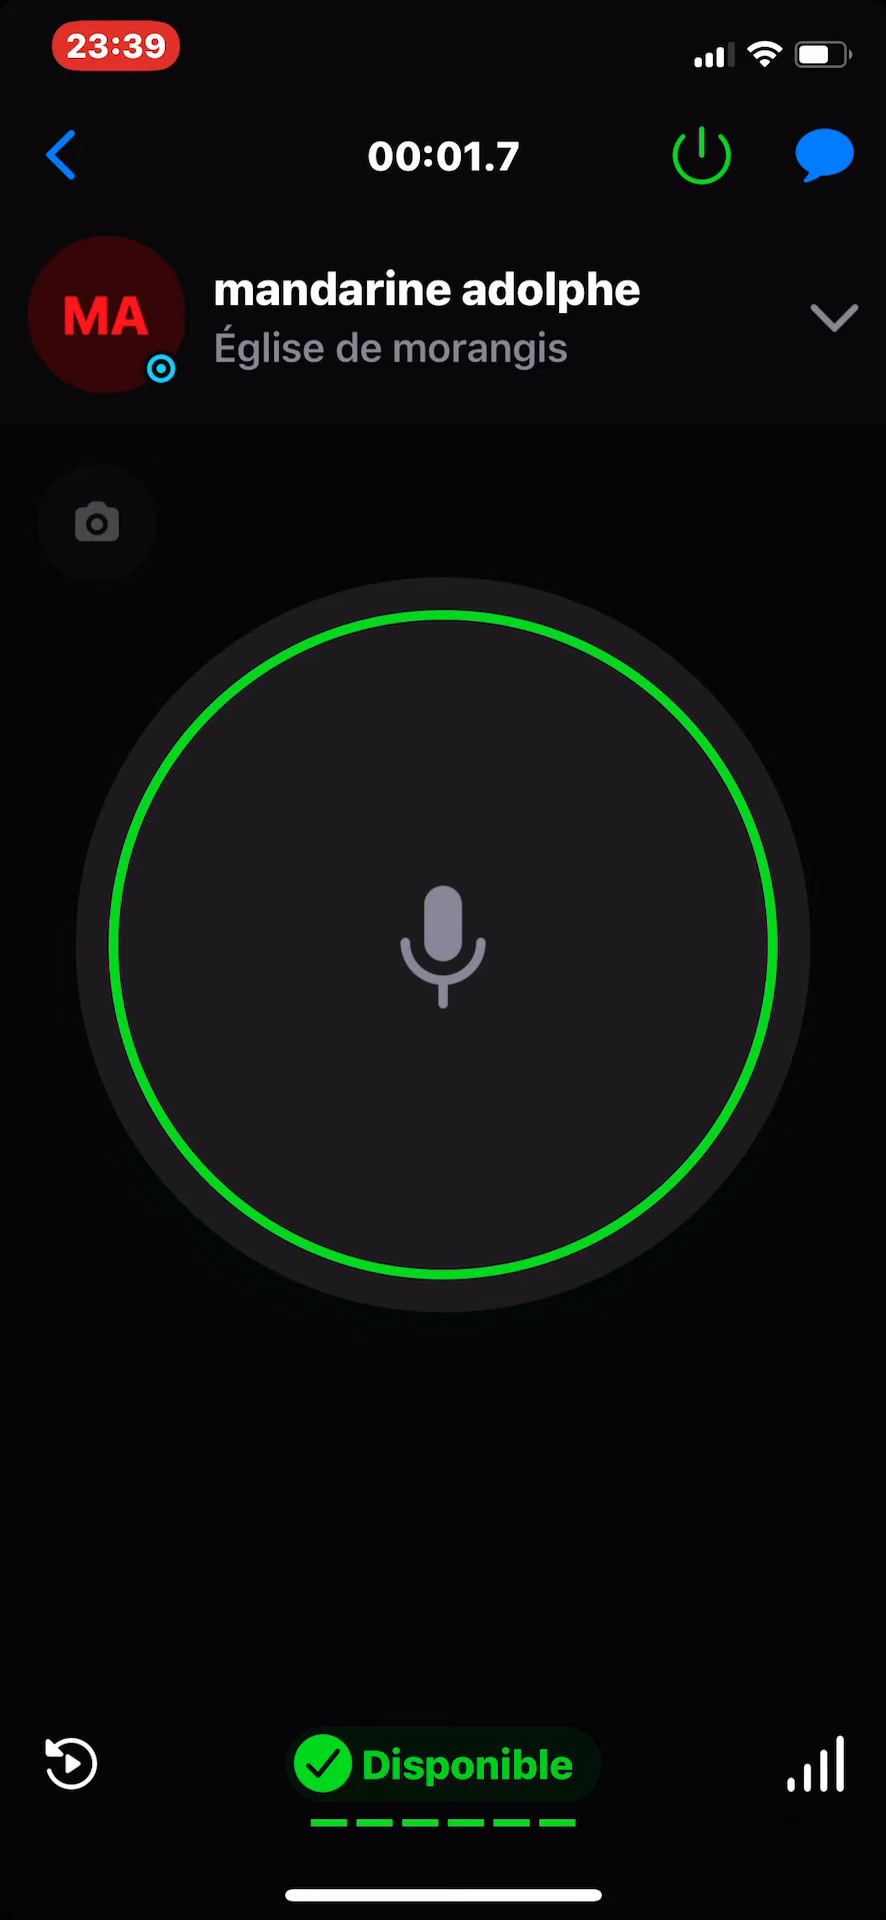 23:39
00:01.7
MA
mandarine adolphe
Église de morangis
Disponible